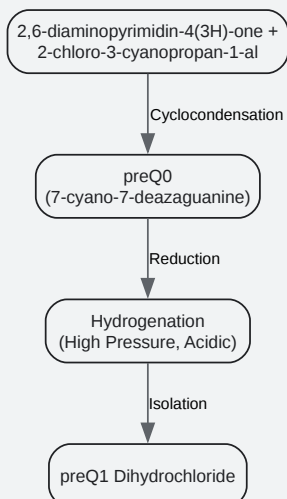 2,6-diaminopyrimidin-4(3H)-one +
2-chloro-3-cyanopropan-1-al
Cyclocondensation
preQ0
(7-cyano-7-deazaguanine)
Reduction
Hydrogenation
(High Pressure, Acidic)
Isolation
preQ1 Dihydrochloride